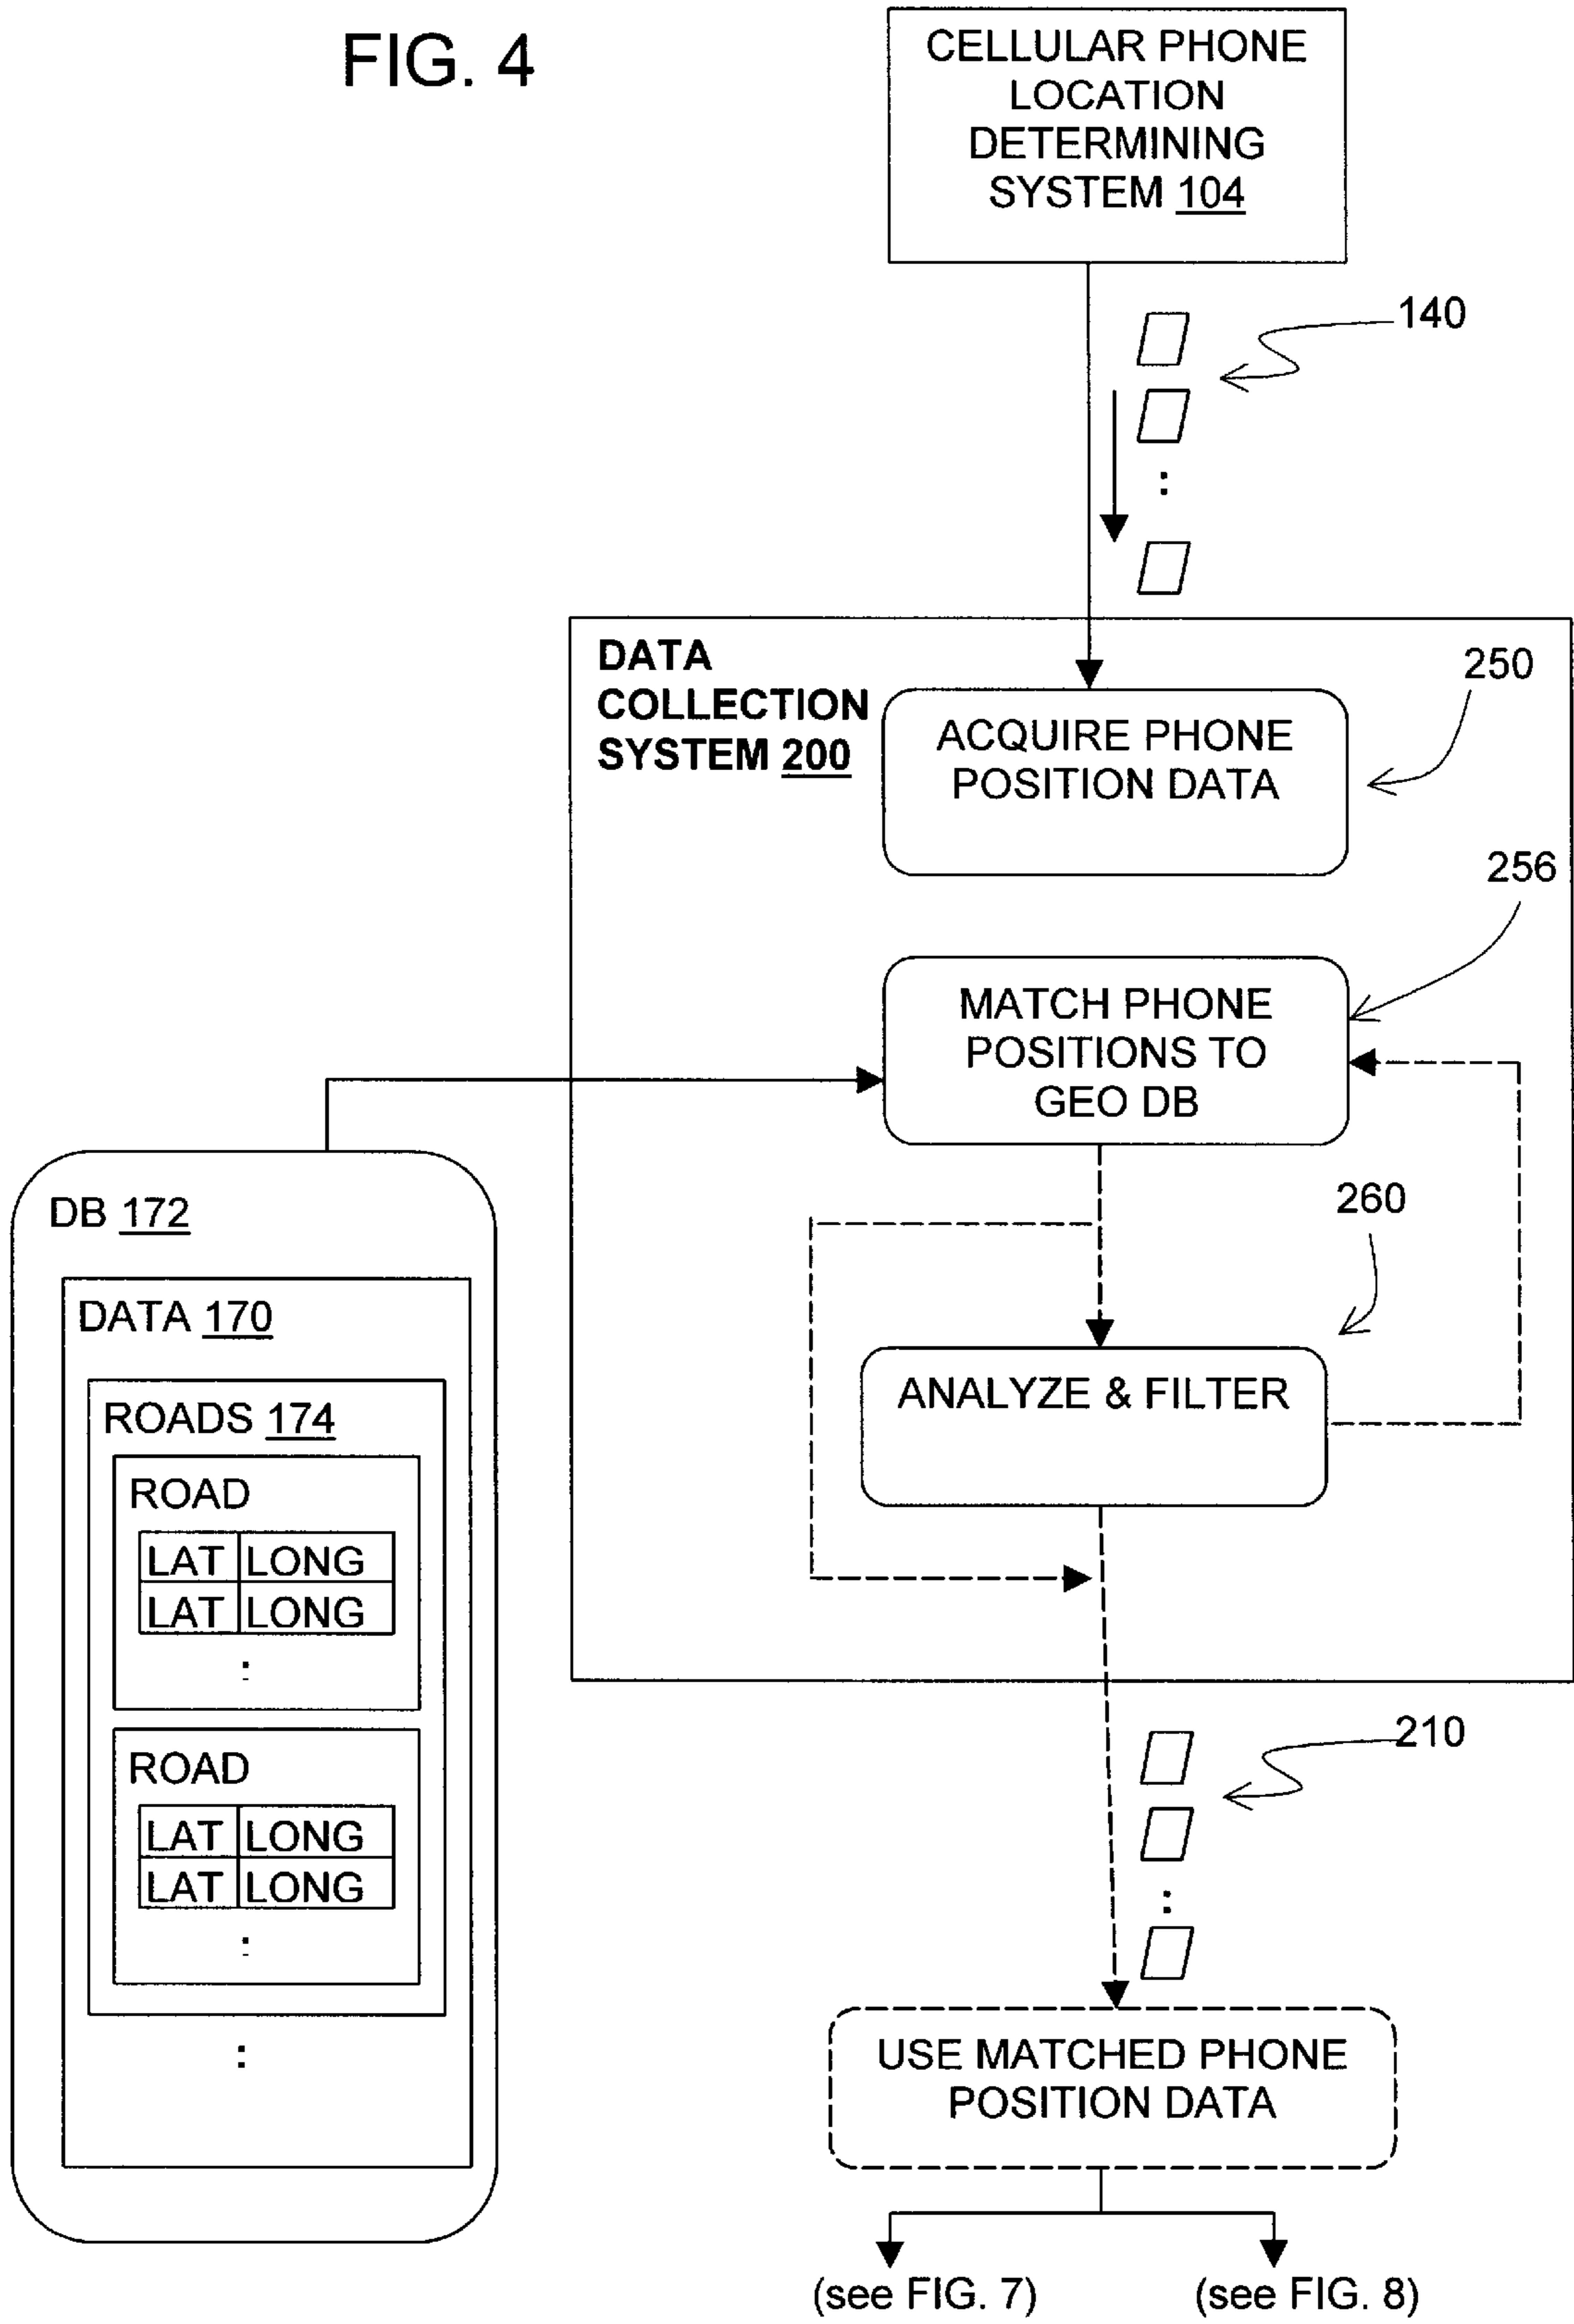 FIG. 4
CELLULAR PHONE
LOCATION
DETERMINING
SYSTEM 104
140
DATA
COLLECTION
SYSTEM 200
250
ACQUIRE PHONE
POSITION DATA
256
MATCH PHONE
POSITIONS TO
GEO DB
260
ANALYZE & FILTER
DB 172
DATA 170
ROADS 174
ROAD
LAT LONG
LAT LONG
:
ROAD
LAT LONG
LAT LONG
:
:
210
USE MATCHED PHONE
POSITION DATA
(see FIG. 7) (see FIG. 8)